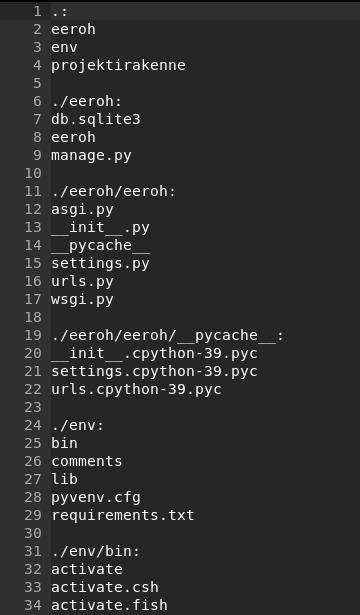 1 .:
2 eeroh
3 env
4 projektirakenne
5
6 ./eeroh:
7 db.sqlite3
8 eeroh
9 manage.py
10
11 ./eeroh/eeroh:
12 asgi.py
13 __init__.py
14 __pycache__
15 settings.py
16 urls.py
17 wsgi.py
18
19 ./eeroh/eeroh/__pycache__:
20 __init__.cpython-39.pyc
21 settings.cpython-39.pyc
22 urls.cpython-39.pyc
23
24 ./env:
25 bin
26 comments
27 lib
28 pyvenv.cfg
29 requirements.txt
30
31 ./env/bin:
32 activate
33 activate.csh
34 activate.fish